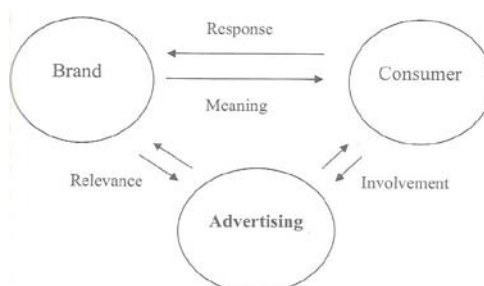 Response
Brand
Consumer
Meaning
Relevance
Involvement
Advertising